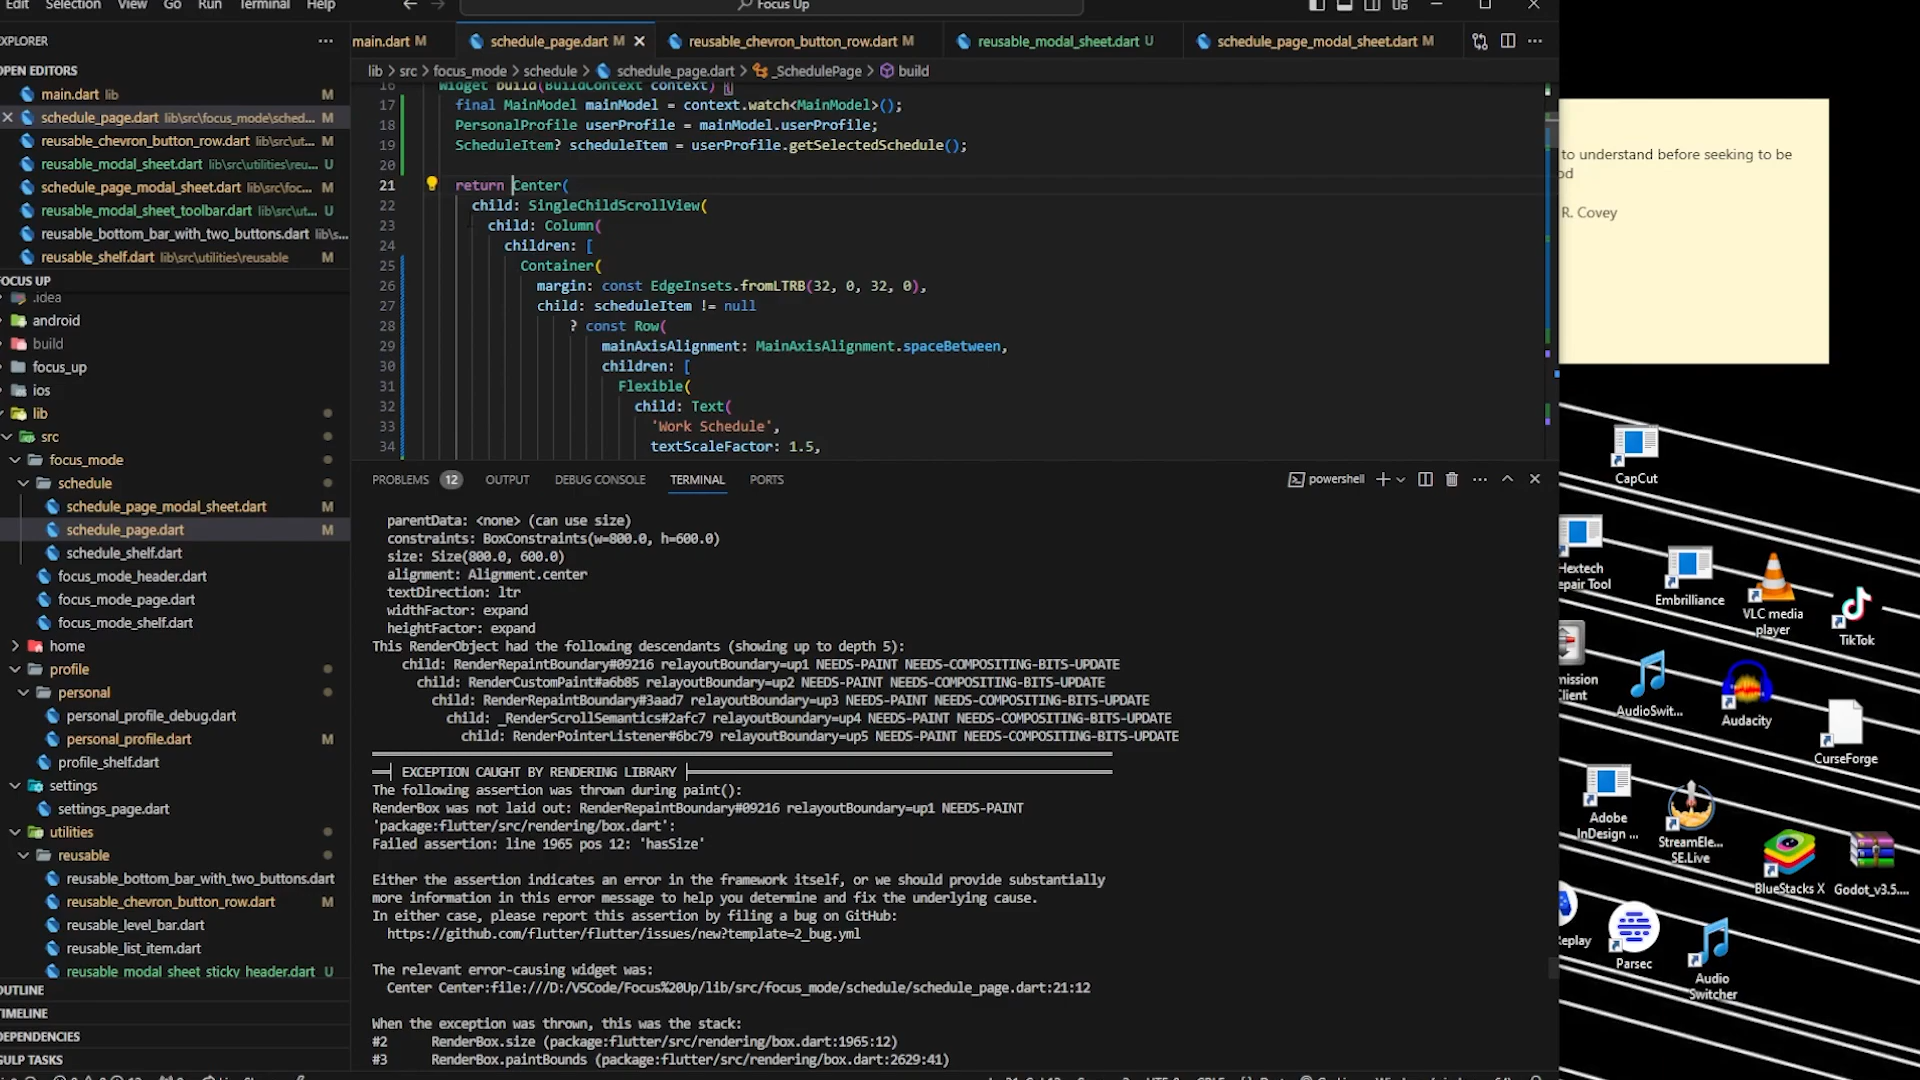 Edit Selection View Go Run Terminal Help
Focus Up
EXPLORER
main.dart M
schedule_page.dart M
reusable_chevron_button_row.dart M
reusable_modal_sheet.dart U
schedule_page_modal_sheet.dart M
OPEN EDITORS
main.dart lib M
schedule_page.dart lib\src\focus_mode\sched... M
reusable_chevron_button_row.dart lib\src\ut... M
reusable_modal_sheet.dart lib\src\utilities\reu... U
schedule_page_modal_sheet.dart lib\src\foc... M
reusable_modal_sheet_toolbar.dart lib\src\ut... U
reusable_bottom_bar_with_two_buttons.dart lib\s...
reusable_shelf.dart lib\src\utilities\reusable M
FOCUS UP
.idea
android
build
focus_up
ios
lib
src
focus_mode
schedule
schedule_page_modal_sheet.dart M
schedule_page.dart M
schedule_shelf.dart
focus_mode_header.dart
focus_mode_page.dart
focus_mode_shelf.dart
home
profile
personal
personal_profile_debug.dart
personal_profile.dart M
profile_shelf.dart
settings
settings_page.dart
utilities
reusable
reusable_bottom_bar_with_two_buttons.dart
reusable_chevron_button_row.dart M
reusable_level_bar.dart
reusable_list_item.dart
reusable_modal_sheet_sticky_header.dart U
OUTLINE
TIMELINE
DEPENDENCIES
GULP TASKS
lib > src > focus_mode > schedule > schedule_page.dart > _SchedulePage > build
16 Widget build(BuildContext context) {
17 final MainModel mainModel = context.watch<MainModel>();
18 PersonalProfile userProfile = mainModel.userProfile;
19 ScheduleItem? scheduleItem = userProfile.getSelectedSchedule();
20
21 return Center(
22 child: SingleChildScrollView(
23 child: Column(
24 children: [
25 Container(
26 margin: const EdgeInsets.fromLTRB(32, 0, 32, 0),
27 child: scheduleItem != null
28 ? const Row(
29 mainAxisAlignment: MainAxisAlignment.spaceBetween,
30 children: [
31 Flexible(
32 child: Text(
33 'Work Schedule',
34 textScaleFactor: 1.5,
PROBLEMS 12 OUTPUT DEBUG CONSOLE TERMINAL PORTS
powershell
parentData: <none> (can use size)
constraints: BoxConstraints(w=800.0, h=600.0)
size: Size(800.0, 600.0)
alignment: Alignment.center
textDirection: ltr
widthFactor: expand
heightFactor: expand
This RenderObject had the following descendants (showing up to depth 5):
child: RenderRepaintBoundary#09216 relayoutBoundary=up1 NEEDS-PAINT NEEDS-COMPOSITING-BITS-UPDATE
child: RenderCustomPaint#a6b85 relayoutBoundary=up2 NEEDS-PAINT NEEDS-COMPOSITING-BITS-UPDATE
child: RenderRepaintBoundary#3aad7 relayoutBoundary=up3 NEEDS-PAINT NEEDS-COMPOSITING-BITS-UPDATE
child: _RenderScrollSemantics#2afc7 relayoutBoundary=up4 NEEDS-PAINT NEEDS-COMPOSITING-BITS-UPDATE
child: RenderPointerListener#6bc79 relayoutBoundary=up5 NEEDS-PAINT NEEDS-COMPOSITING-BITS-UPDATE
EXCEPTION CAUGHT BY RENDERING LIBRARY
The following assertion was thrown during paint():
RenderBox was not laid out: RenderRepaintBoundary#09216 relayoutBoundary=up1 NEEDS-PAINT
'package:flutter/src/rendering/box.dart':
Failed assertion: line 1965 pos 12: 'hasSize'
Either the assertion indicates an error in the framework itself, or we should provide substantially
more information in this error message to help you determine and fix the underlying cause.
In either case, please report this assertion by filing a bug on GitHub:
https://github.com/flutter/flutter/issues/new?template=2_bug.yml
The relevant error-causing widget was:
Center Center:file:///D:/VSCode/Focus%20Up/lib/src/focus_mode/schedule/schedule_page.dart:21:12
When the exception was thrown, this was the stack:
#2 RenderBox.size (package:flutter/src/rendering/box.dart:1965:12)
#3 RenderBox.paintBounds (package:flutter/src/rendering/box.dart:2629:41)
to understand before seeking to be
od
R. Covey
CapCut
Hextech
epair Tool
Embrilliance
VLC media
player
TikTok
mission
Client
AudioSwit...
Audacity
CurseForge
Adobe
InDesign ...
StreamEle...
SE.Live
BlueStacks X
Godot_v3.5....
Replay
Parsec
Audio
Switcher